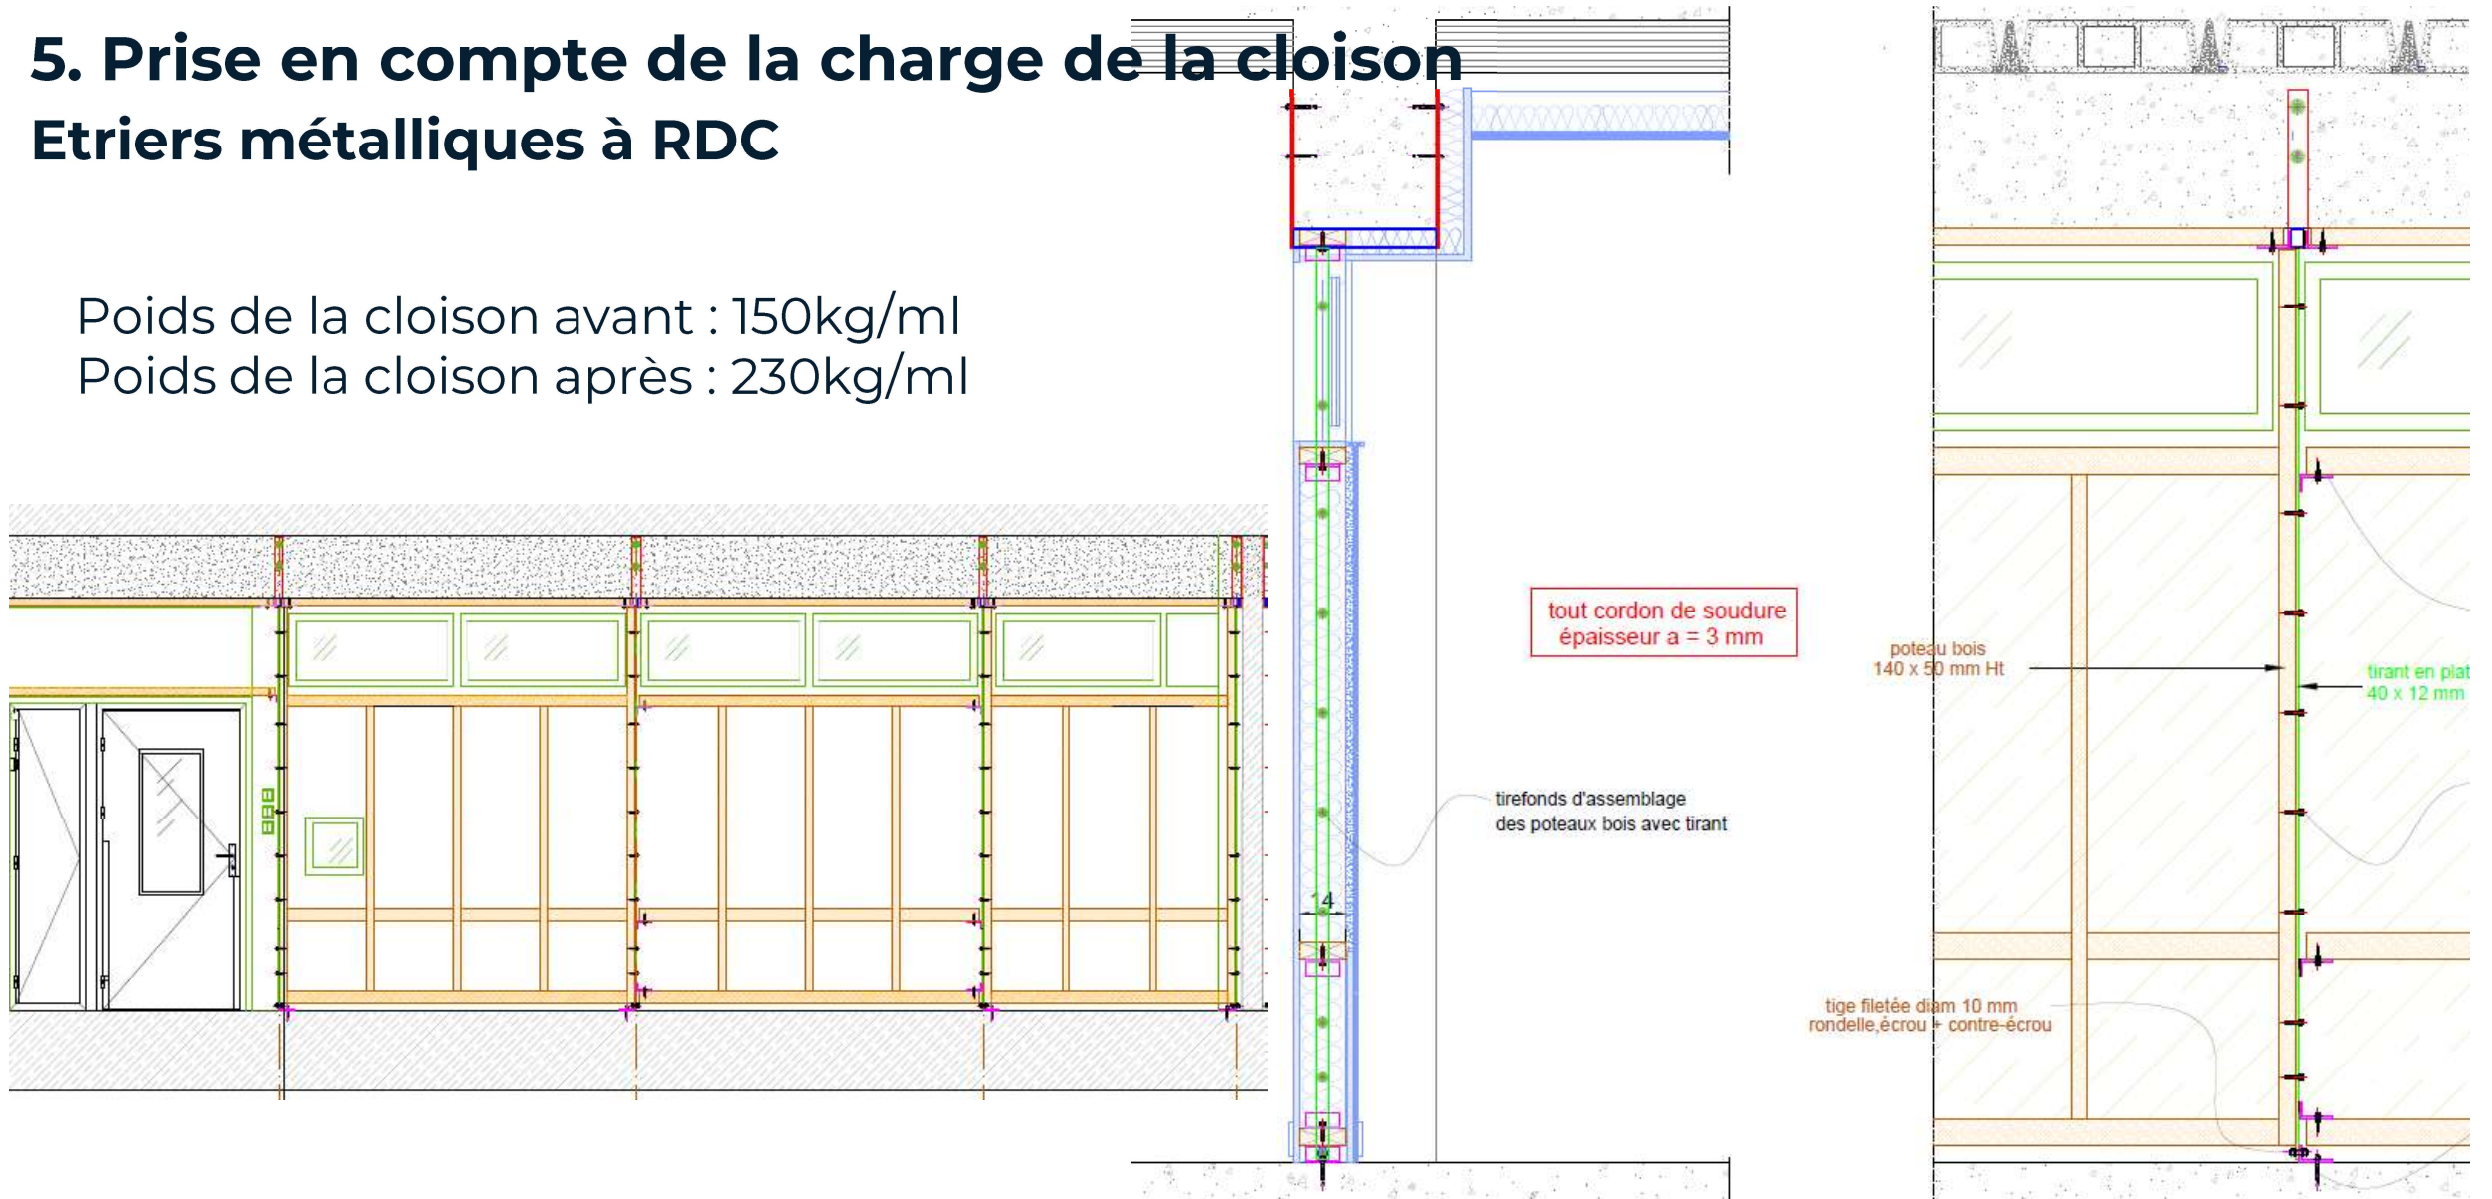 5. Prise en compte de la charge de la cloison
Etriers métalliques à RDC
Poids de la cloison avant : 150kg/ml
Poids de la cloison après : 230kg/ml
tout cordon de soudure
épaisseur a = 3 mm
poteau bois
140 x 50 mm Ht
tirant en plat
40 x 12 mm
tirefonds d'assemblage
des poteaux bois avec tirant
14
tige filetée diam 10 mm
rondelle,écrou + contre-écrou